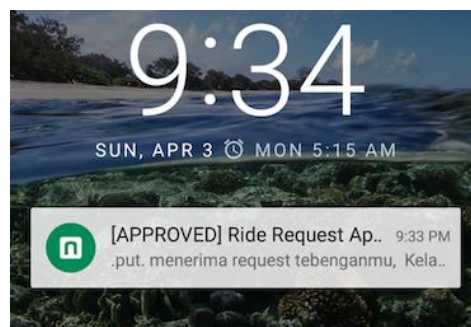 9:34
SUN, APR 3 MON 5:15 AM
[APPROVED] Ride Request Ap.. 9:33 PM
.put. menerima request tebenganmu, Kela..